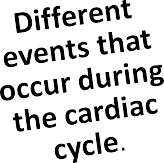 Different
events that
occur during
the cardiac
cycle.